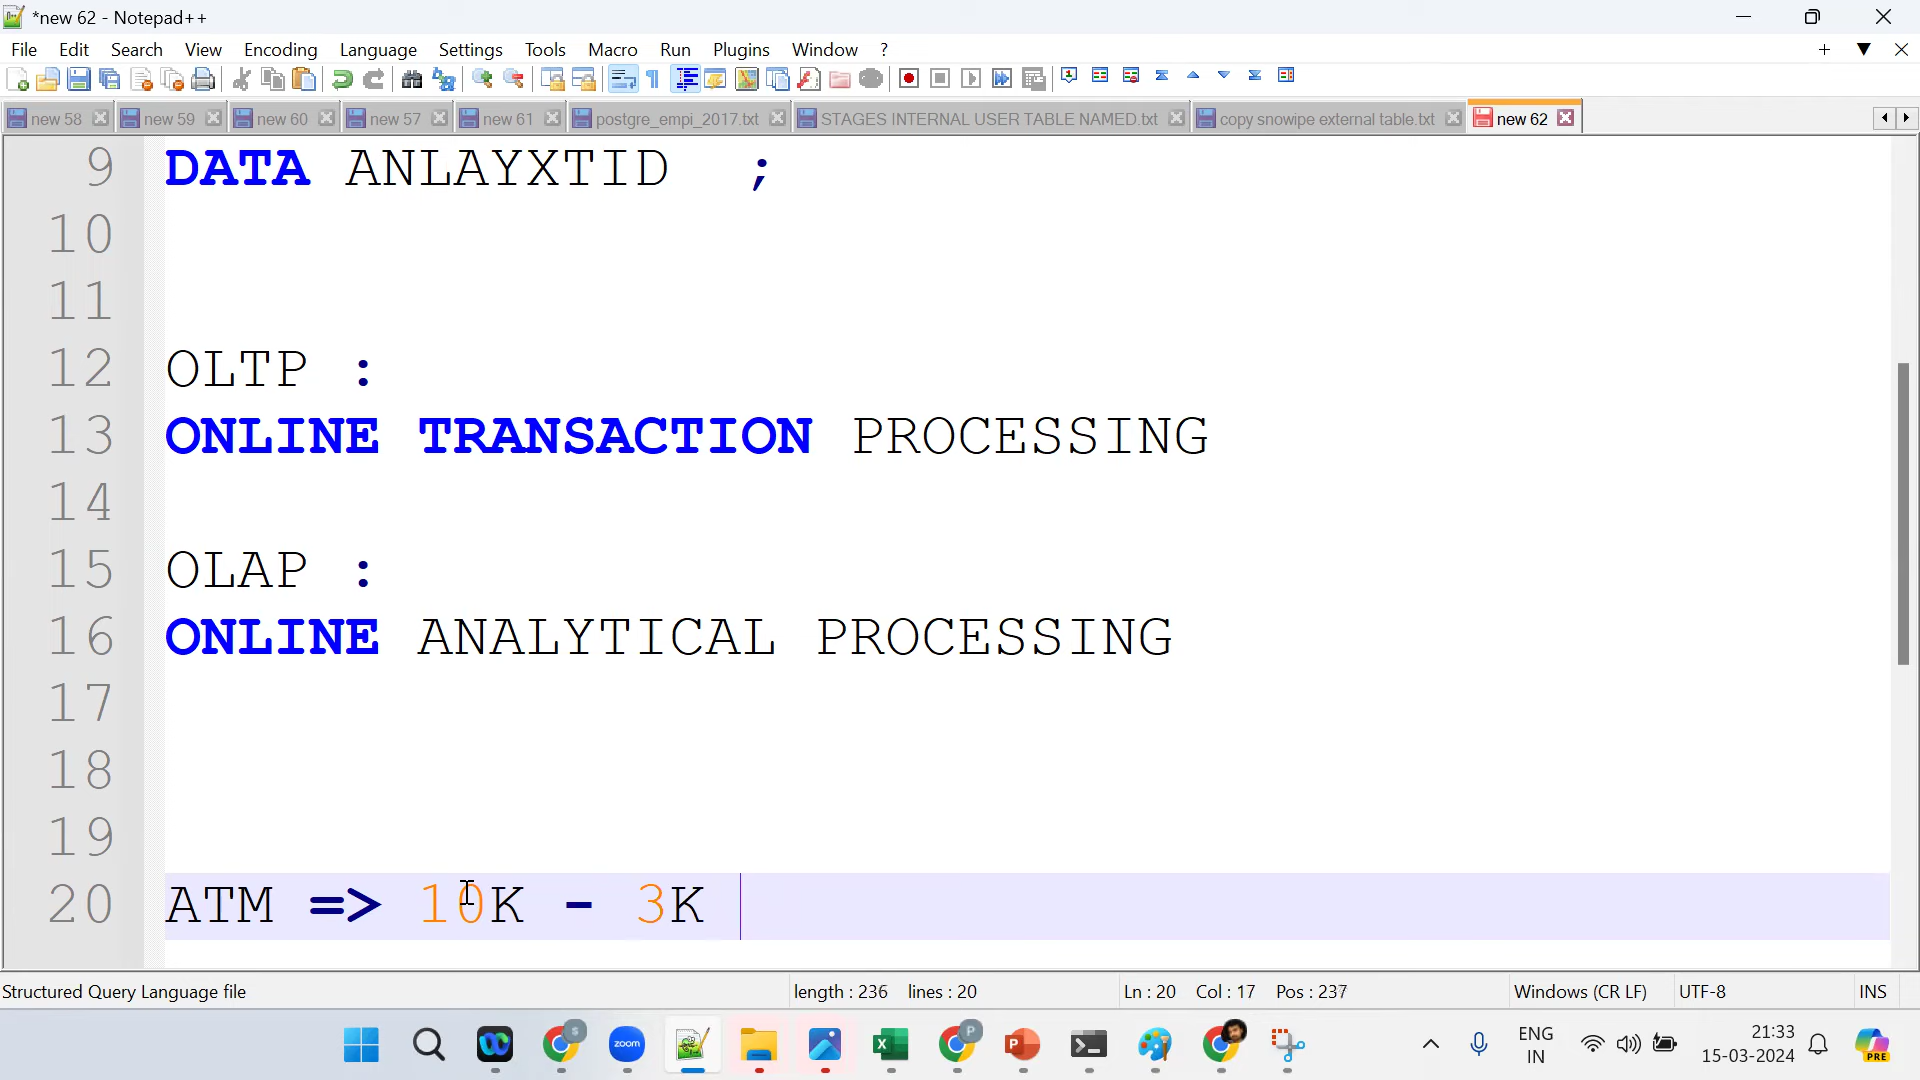 *new 62 - Notepad++
File Edit Search View Encoding Language Settings Tools Macro Run Plugins Window ?
new 58 new 59 new 60 new 57 new 61 postgre_empi_2017.txt STAGES INTERNAL USER TABLE NAMED.txt copy snowipe external table.txt new 62
9 DATA ANLAYXTID ;
10
11
12 OLTP :
13 ONLINE TRANSACTION PROCESSING
14
15 OLAP :
16 ONLINE ANALYTICAL PROCESSING
17
18
19
20 ATM => 10K - 3K
Structured Query Language file length : 236 lines : 20 Ln : 20 Col : 17 Pos : 237 Windows (CR LF) UTF-8 INS
zoom
ENG
IN
21:33
15-03-2024
PRE